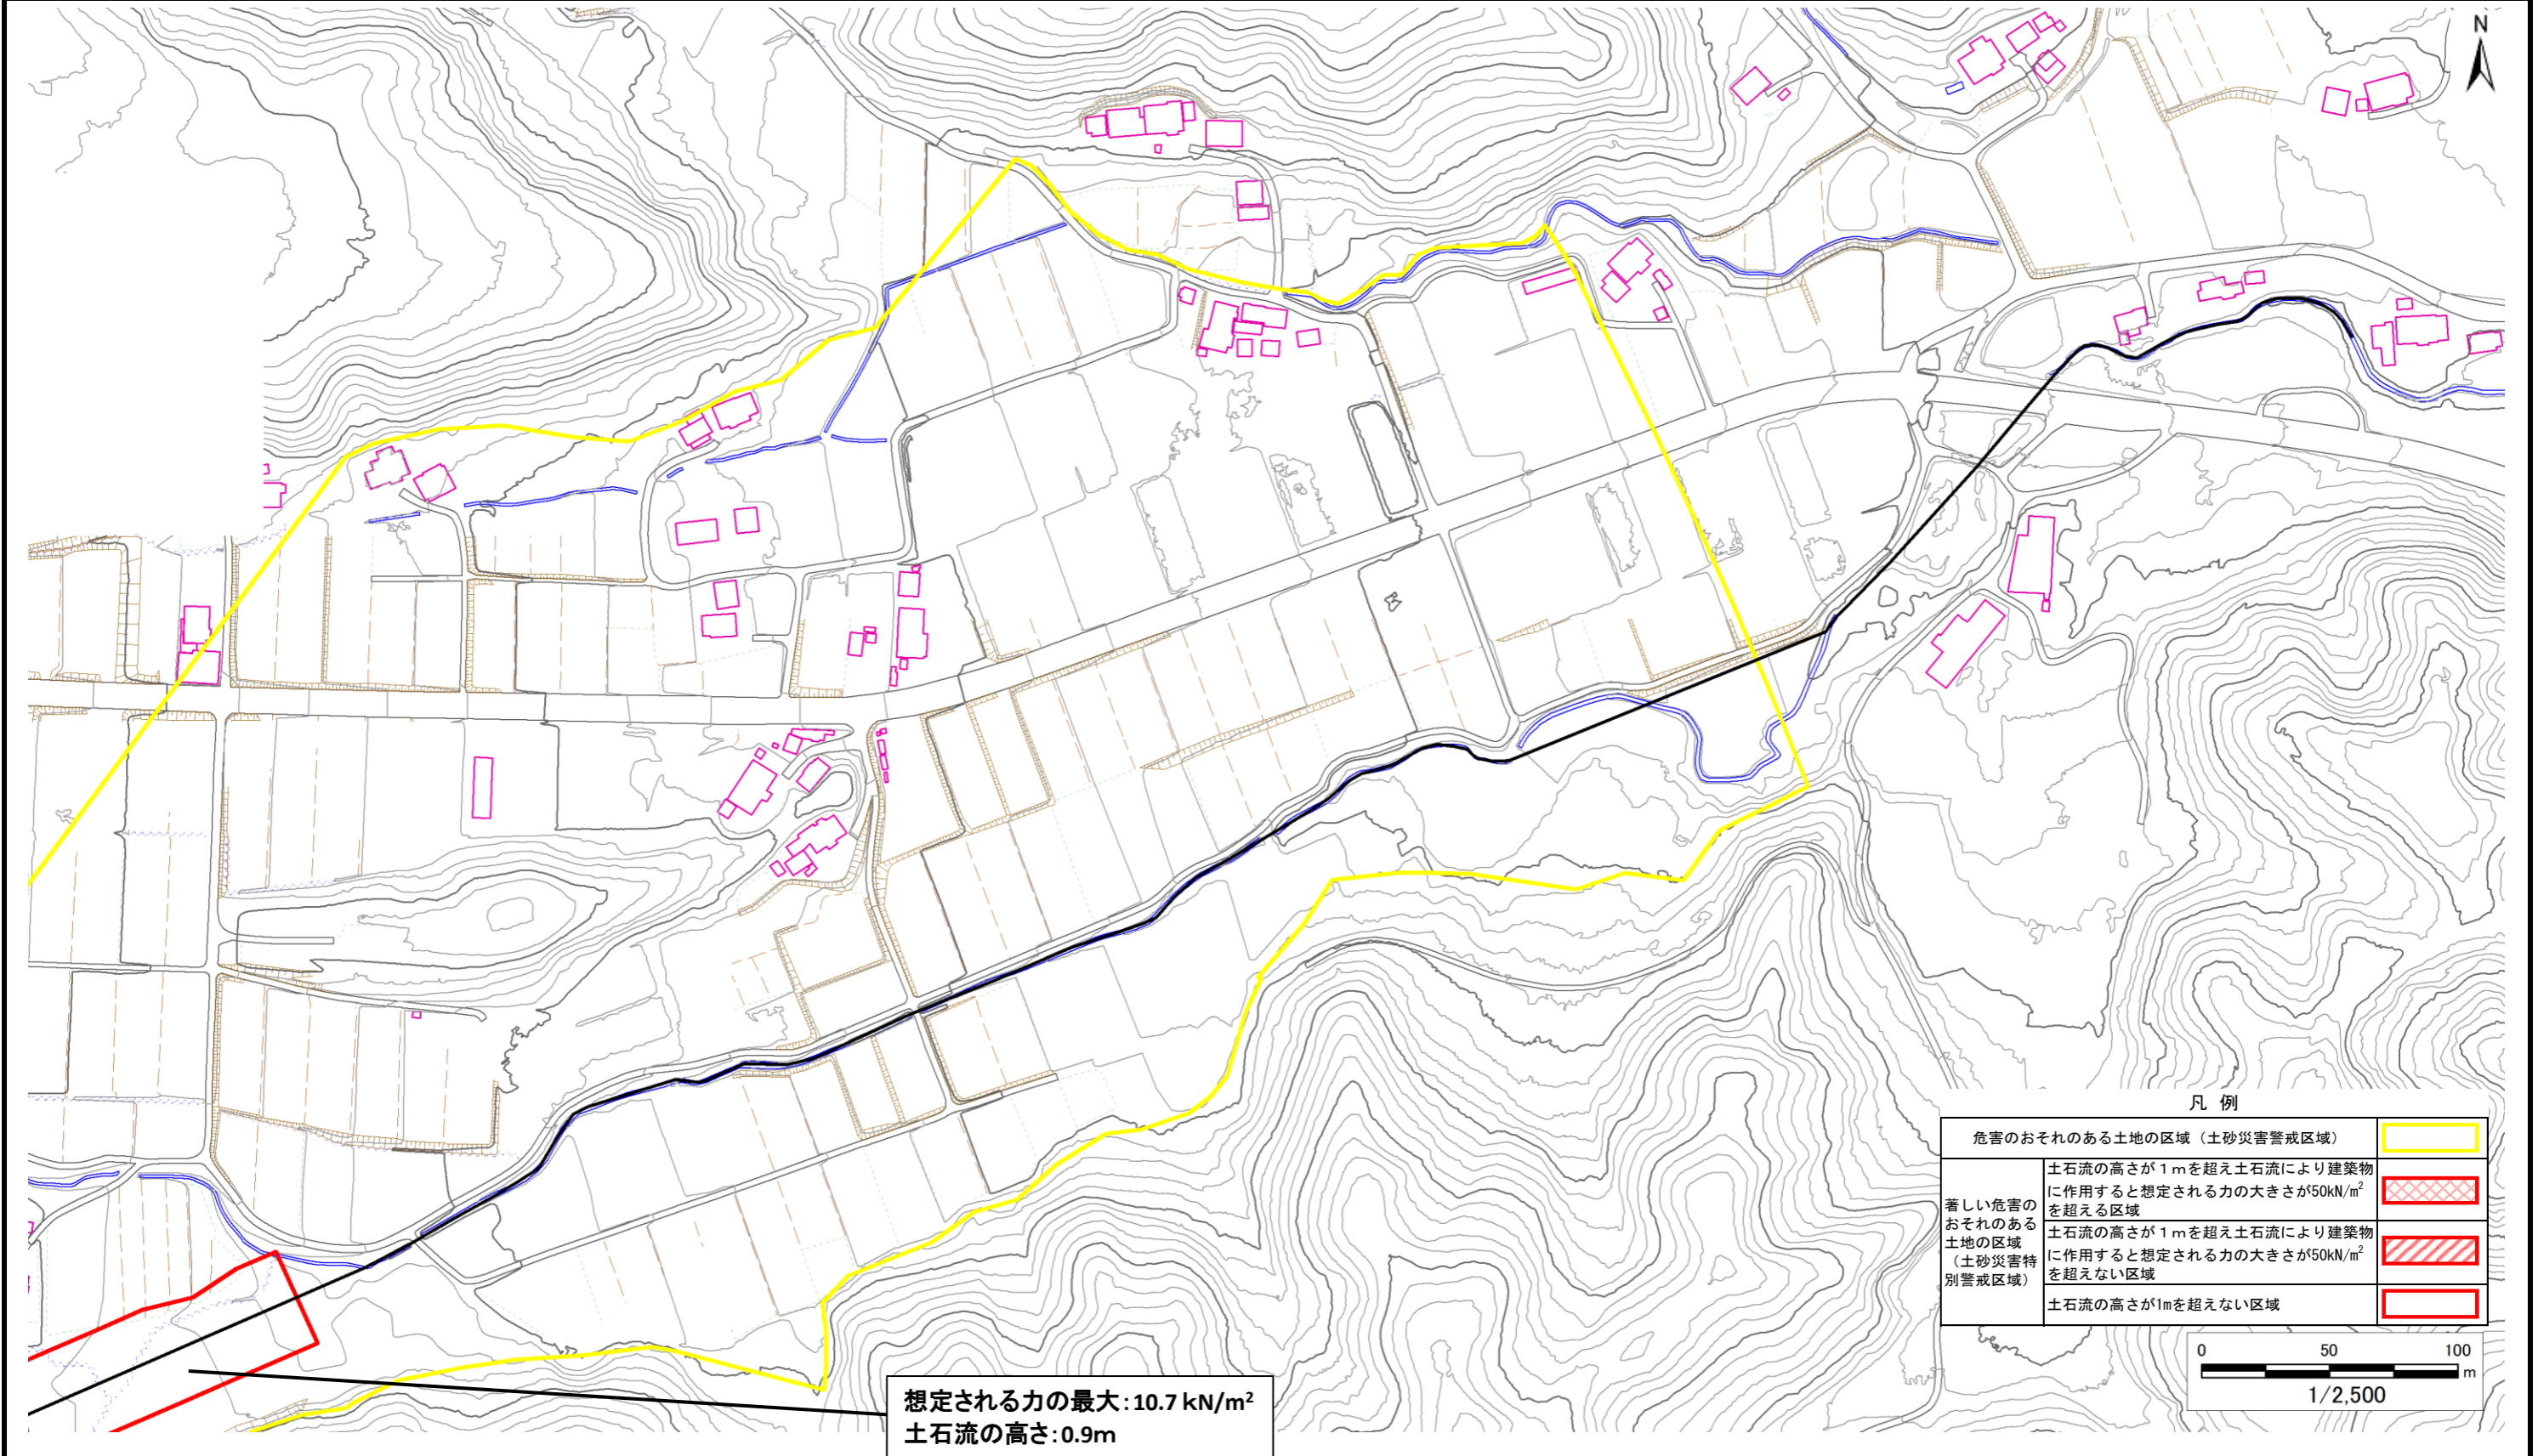 N
凡 例
危害のおそれのある土地の区域（土砂災害警戒区域）
著しい危害の
おそれのある
土地の区域
（土砂災害特
別警戒区域）
土石流の高さが１ｍを超え土石流により建築物
に作用すると想定される力の大きさが50kN/m²
を超える区域
土石流の高さが１ｍを超え土石流により建築物
に作用すると想定される力の大きさが50kN/m²
を超えない区域
土石流の高さが1mを超えない区域
0 50 100
m
1/2,500
想定される力の最大：10.7 kN/m²
土石流の高さ：0.9m